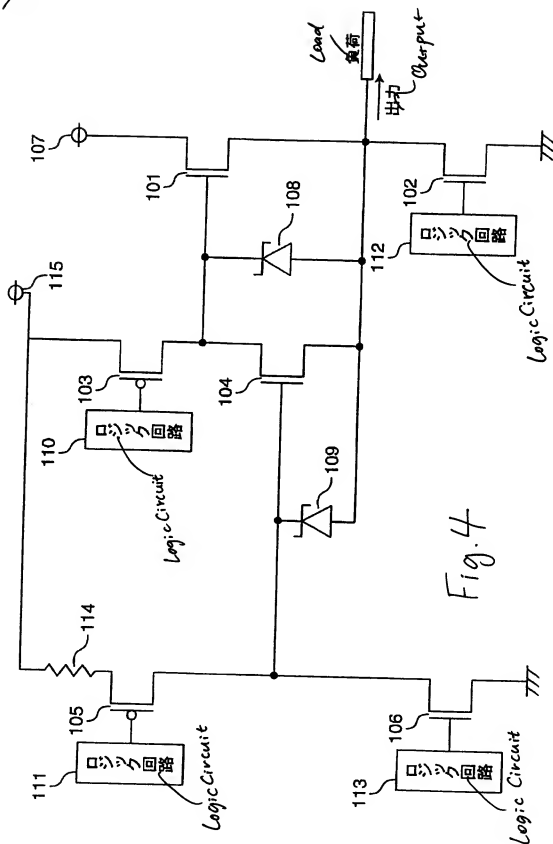 115
107
114
103
101
111
105
110
ロジック回路
Logic Circuit
ロジック回路
Logic Circuit
108
104
Load
負荷
出力
Output
109
102
112
ロジック回路
Logic Circuit
106
113
ロジック回路
Logic Circuit
Fig. 4